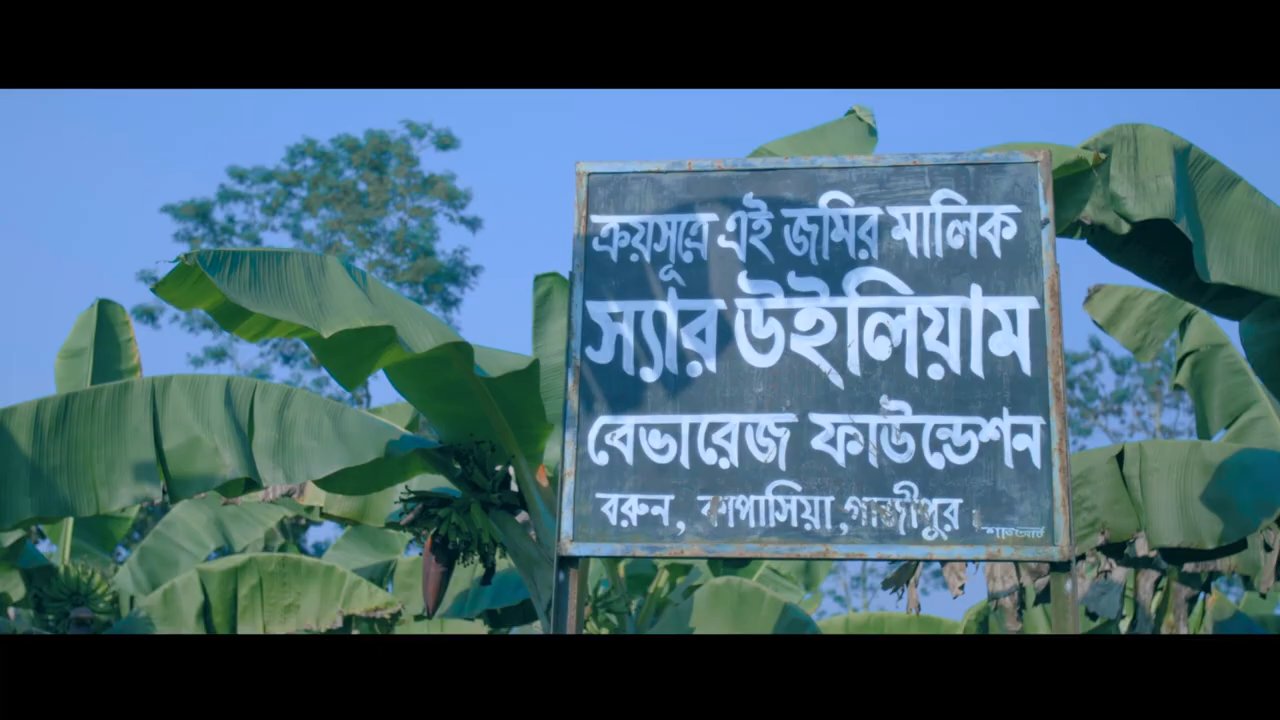 ক্রয়সূত্রে এই জমির মালিক
স্যার উইলিয়াম
বেভারেজ ফাউন্ডেশন
বরুন, কাপাসিয়া,গাজীপুর